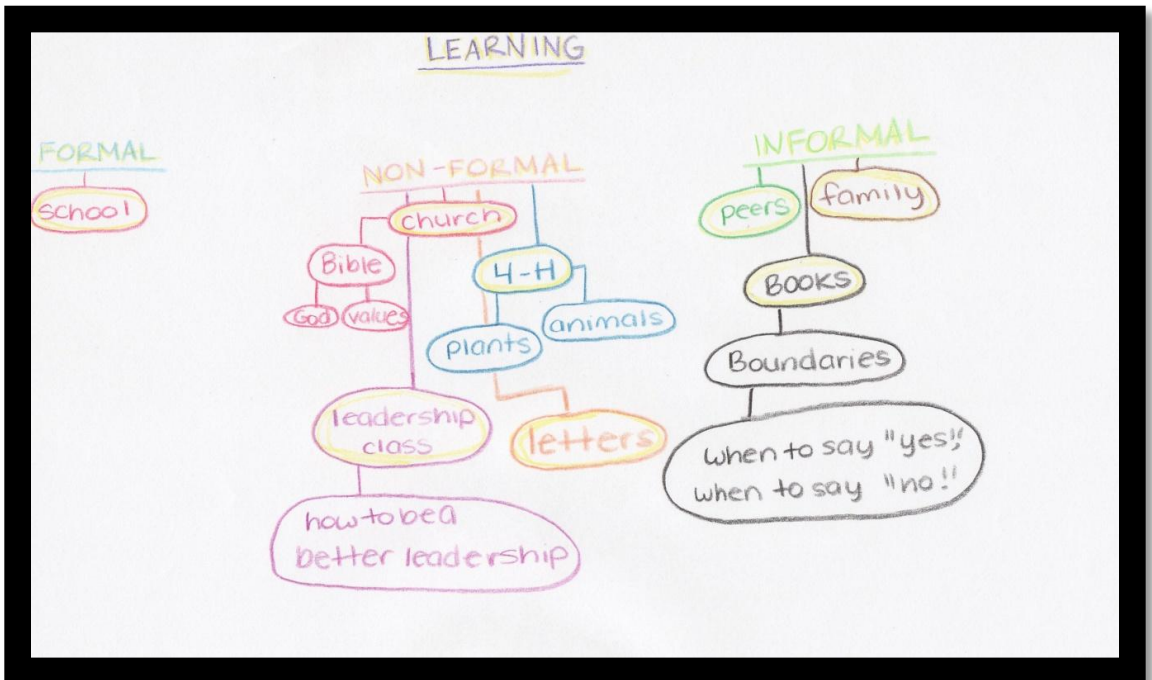 LEARNING
FORMAL
school
NON-FORMAL
church
Bible
God
values
4-H
animals
plants
leadership
class
how to be a
better leadership
letters
INFORMAL
peers
family
BOOKS
Boundaries
when to say "yes,"
when to say "no!"